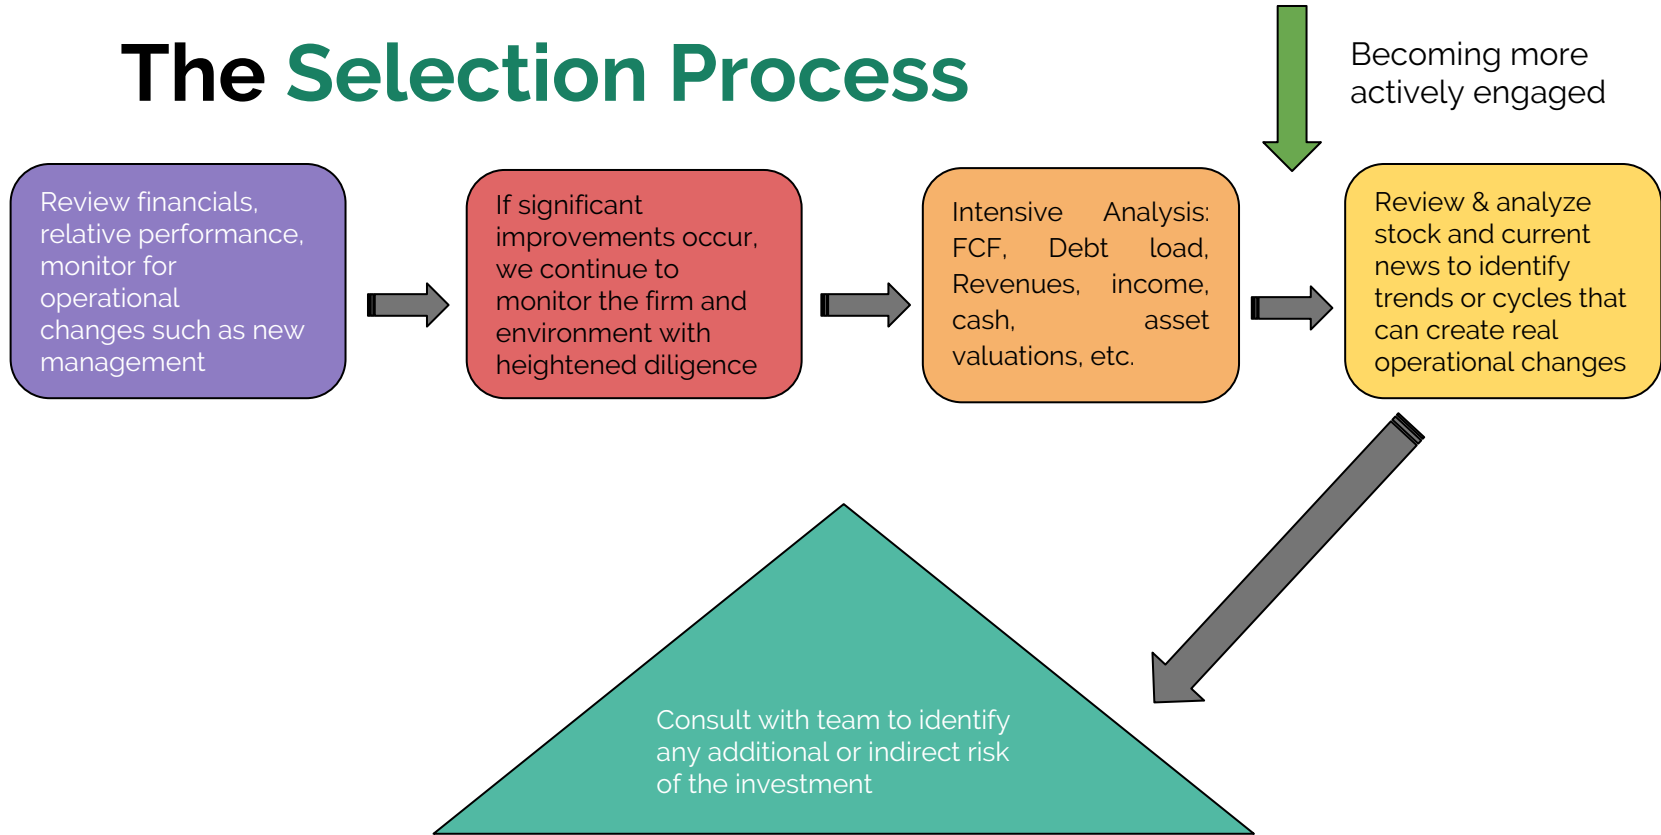 The Selection Process
Becoming more
actively engaged
Review financials,
relative performance,
monitor for
operational
changes such as new
management
If significant
improvements occur,
we continue to
monitor the firm and
environment with
heightened diligence
Intensive Analysis:
FCF, Debt load,
Revenues, income,
cash, asset
valuations, etc.
Review & analyze
stock and current
news to identify
trends or cycles that
can create real
operational changes
Consult with team to identify
any additional or indirect risk
of the investment